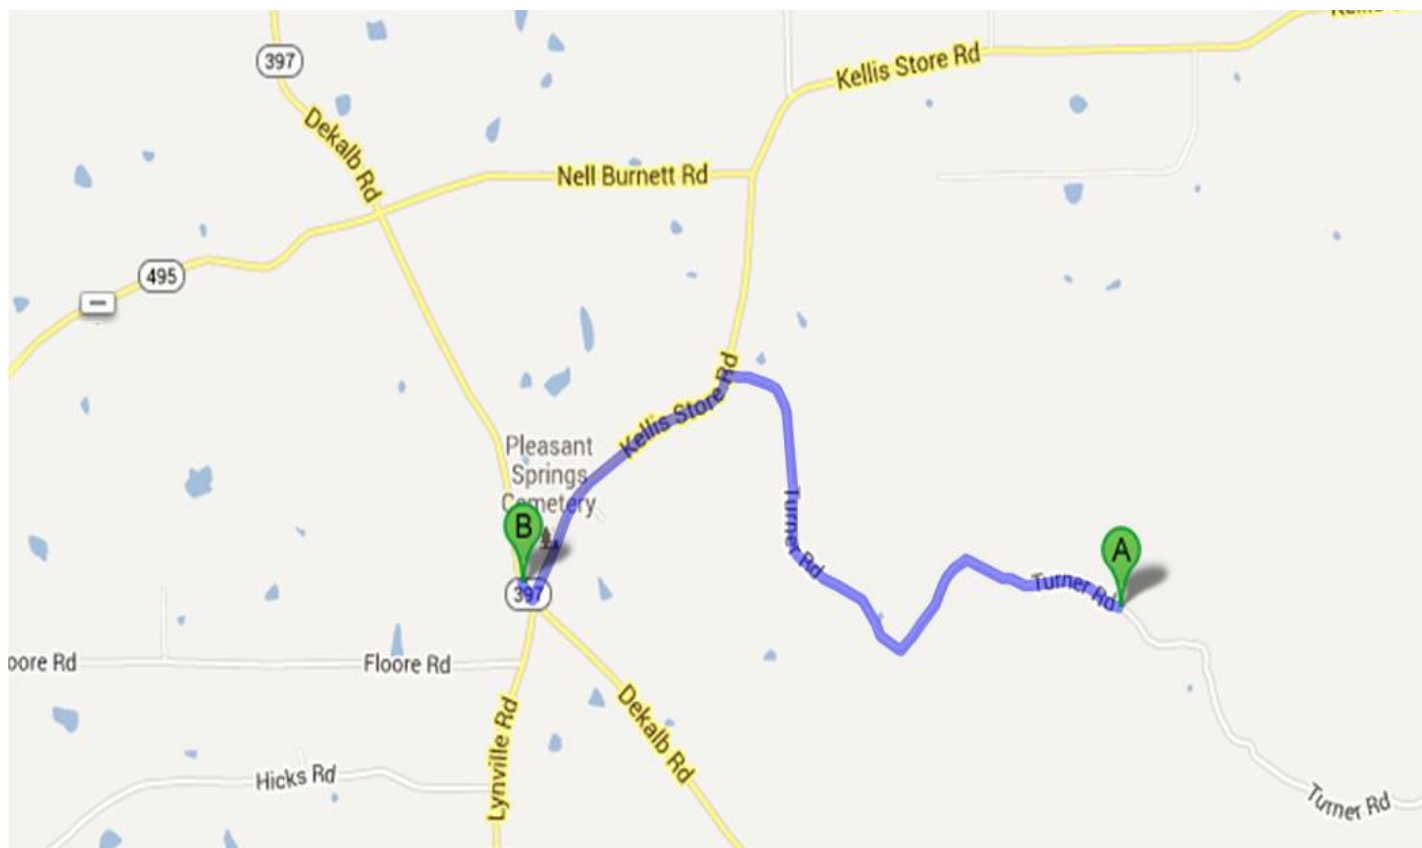 397
Kellis Store Rd
Dekalb Rd
Nell Burnett Rd
495
Kellis Store Rd
Pleasant
Springs
Cemetery
B
A
Turner Rd
Turner Rd
397
oore Rd
Floore Rd
Lynville Rd
Dekalb Rd
Hicks Rd
Turner Rd